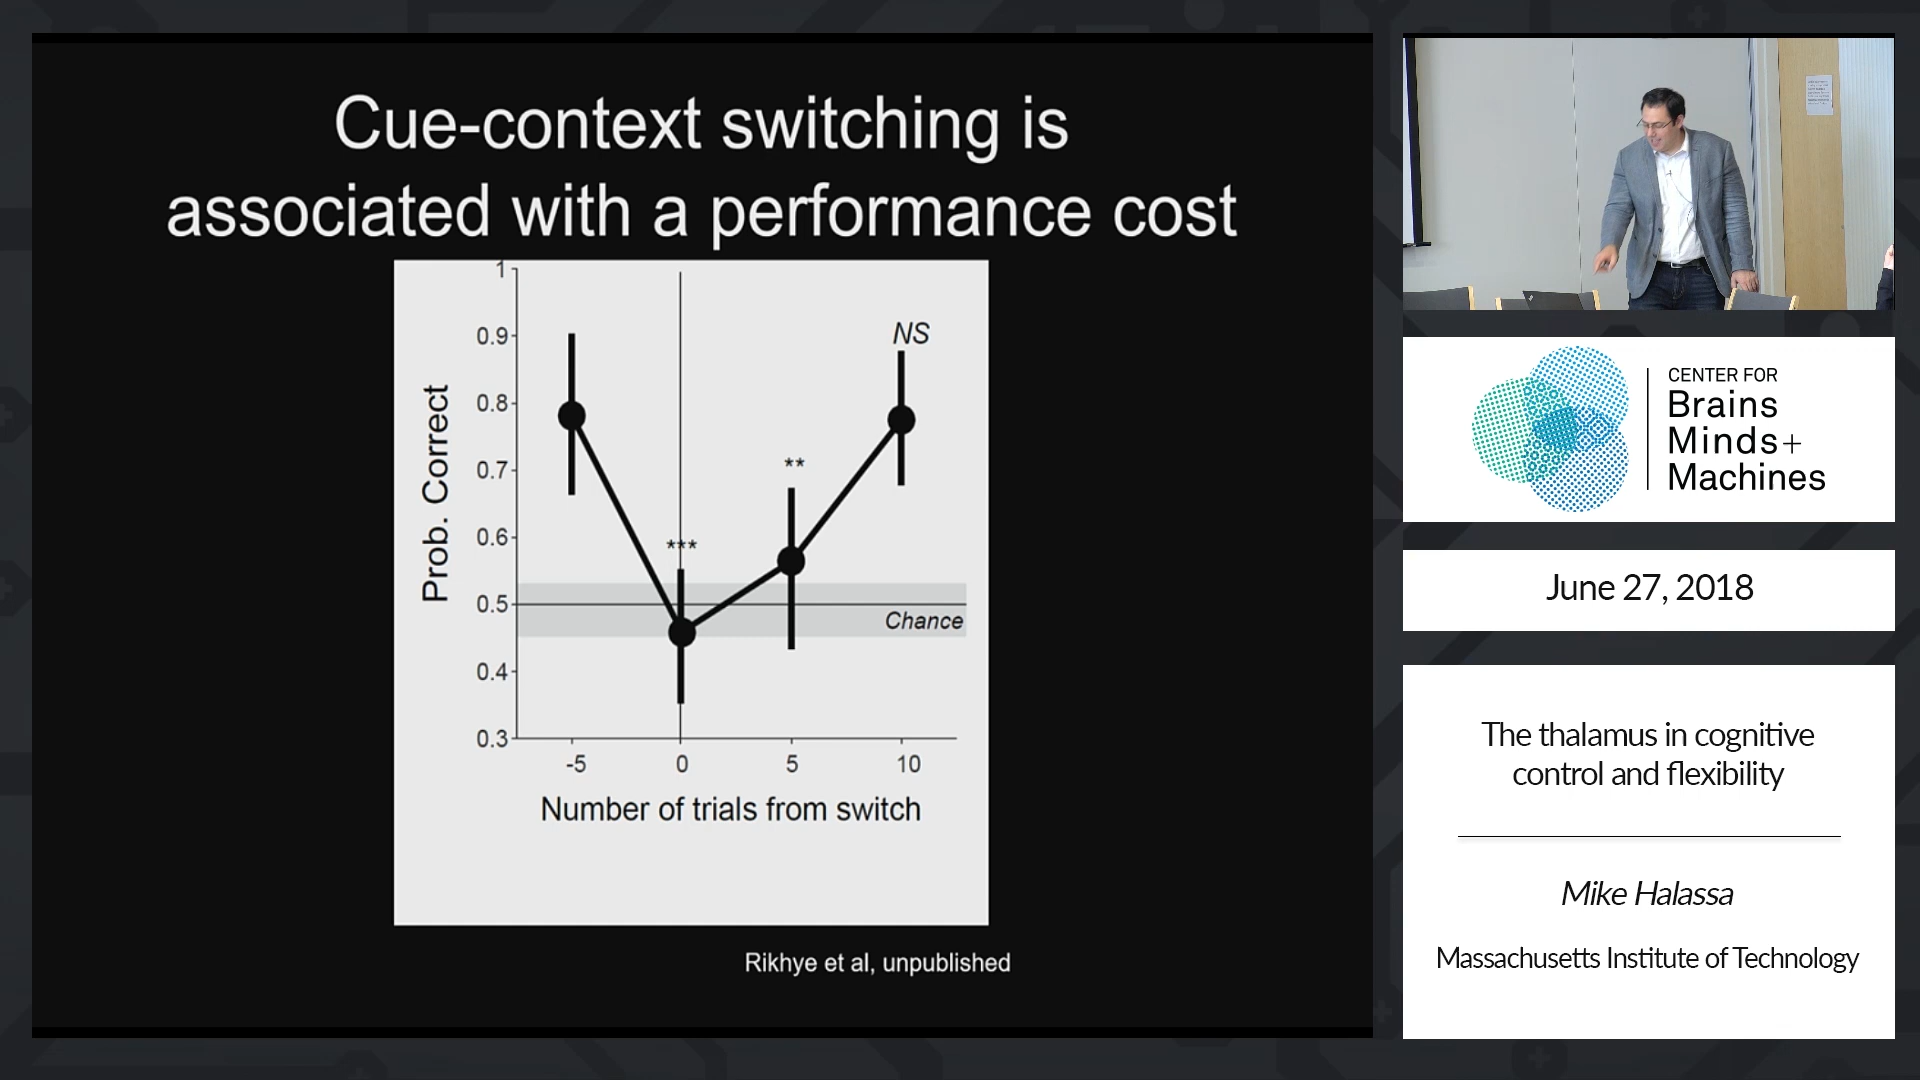 Cue-context switching is
associated with a performance cost
1
0.9
0.8
0.7
0.6
0.5
0.4
0.3
Prob. Correct
***
**
NS
Chance
-5
0
5
10
Number of trials from switch
Rikhye et al, unpublished
CENTER FOR
Brains
Minds+
Machines
June 27, 2018
The thalamus in cognitive
control and flexibility
Mike Halassa
Massachusetts Institute of Technology